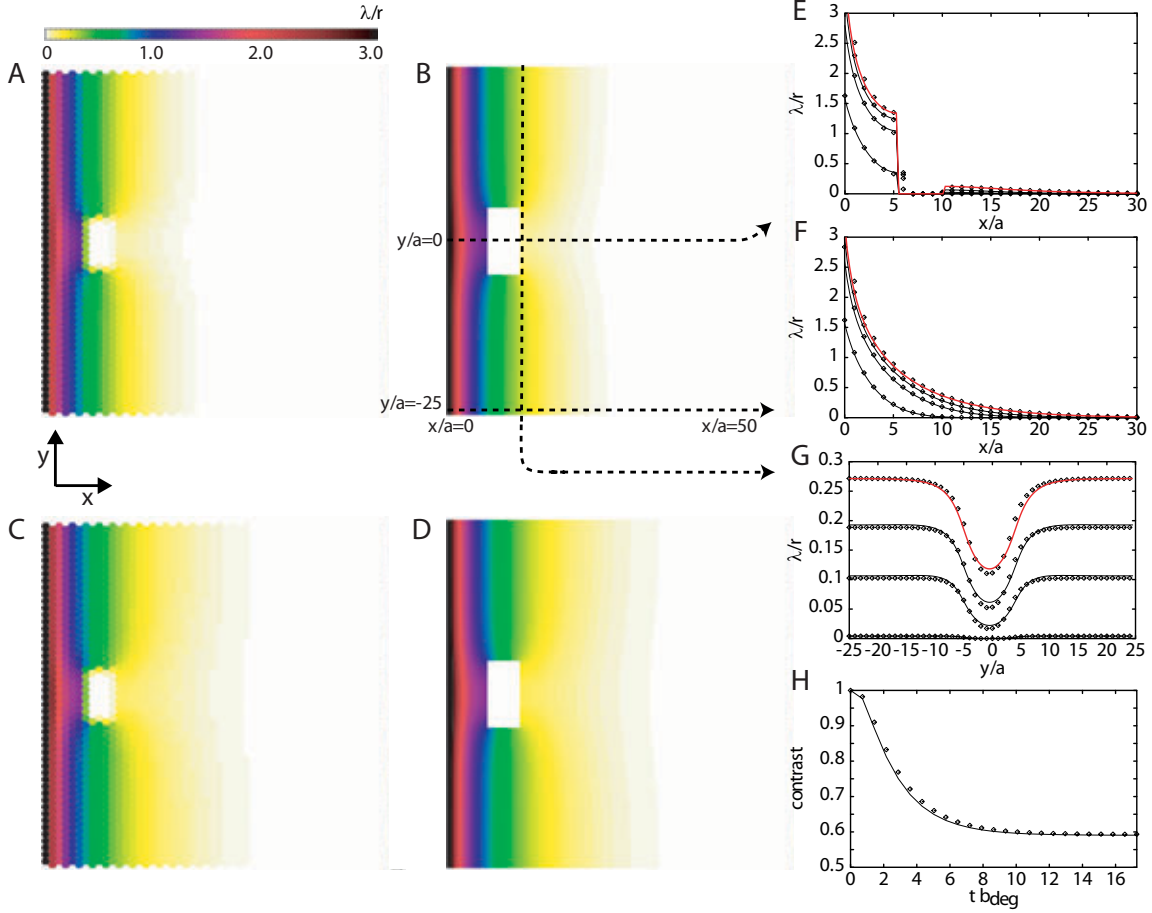 λ/r
0 1.0 2.0 3.0
A
B
y/a=0
y/a=-25
x/a=0 x/a=50
y
x
C
D
E
3
2.5
2
1.5
1
0.5
0
λ/r
0 5 10 15 20 25 30
x/a
F
3
2.5
2
1.5
1
0.5
0
λ/r
0 5 10 15 20 25 30
x/a
G
0.3
0.25
0.2
0.15
0.1
0.05
0
λ/r
-25 -20 -15 -10 -5 0 5 10 15 20 25
y/a
H
1
0.9
0.8
0.7
0.6
0.5
contrast
0 2 4 6 8 10 12 14 16
t bdeg